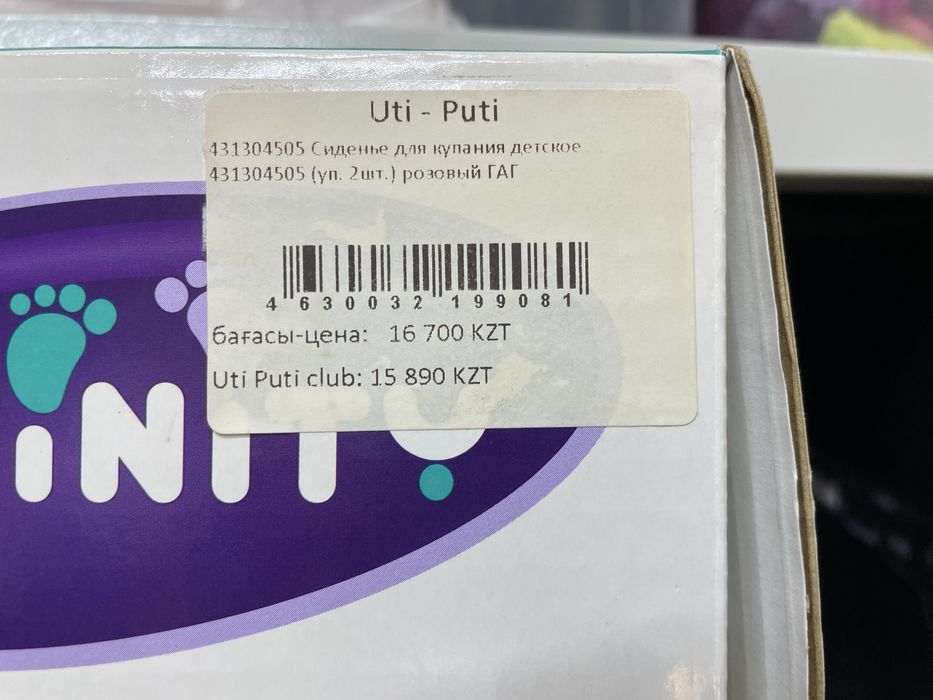 Uti - Puti
431304505 Сиденье для купания детское
431304505 (уп. 2шт.) розовый ГАГ
4 630032 199081
бағасы-цена: 16 700 KZT
Uti Puti club: 15 890 KZT
iNiTY